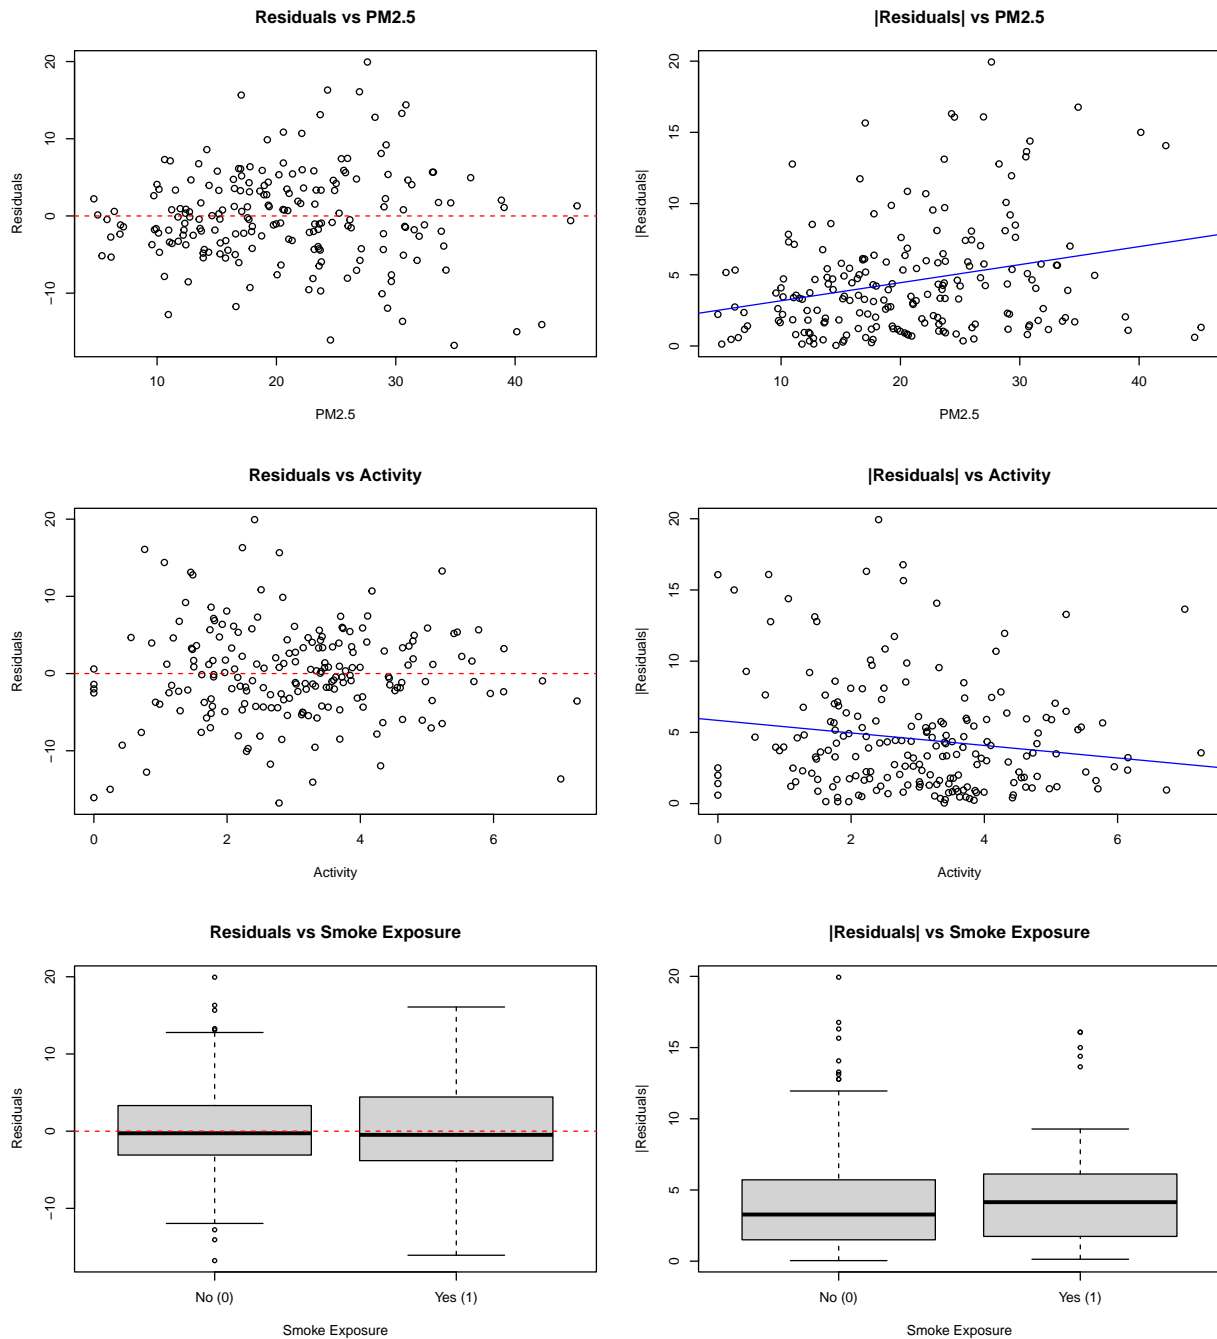 Residuals vs PM2.5
Residuals
−10
0
10
20
10
20
30
40
PM2.5
|Residuals| vs PM2.5
|Residuals|
0
5
10
15
20
10
20
30
40
PM2.5
Residuals vs Activity
Residuals
−10
0
10
20
0
2
4
6
Activity
|Residuals| vs Activity
|Residuals|
0
5
10
15
20
0
2
4
6
Activity
Residuals vs Smoke Exposure
Residuals
−10
0
10
20
No (0)
Yes (1)
Smoke Exposure
|Residuals| vs Smoke Exposure
|Residuals|
0
5
10
15
20
No (0)
Yes (1)
Smoke Exposure